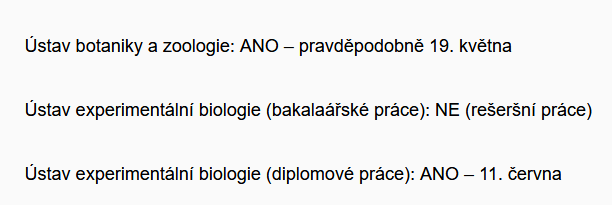 Ústav botaniky a zoologie: ANO – pravděpodobně 19. května
Ústav experimentální biologie (bakalaářské práce): NE (rešeršní práce)
Ústav experimentální biologie (diplomové práce): ANO – 11. června